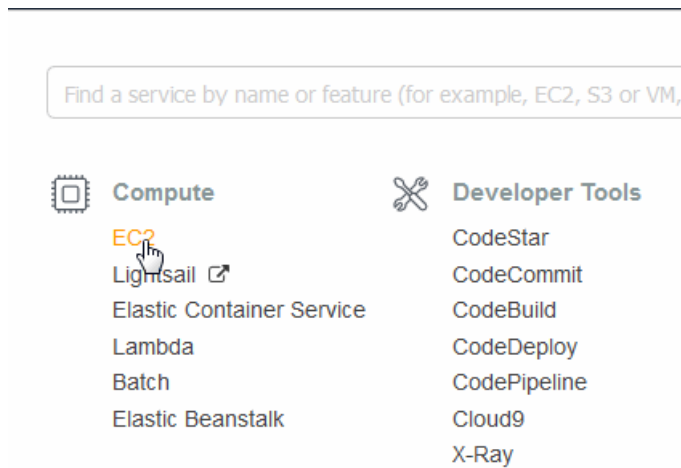 Find a service by name or feature (for example, EC2, S3 or VM,
Compute
EC2
Lightsail
Elastic Container Service
Lambda
Batch
Elastic Beanstalk
Developer Tools
CodeStar
CodeCommit
CodeBuild
CodeDeploy
CodePipeline
Cloud9
X-Ray